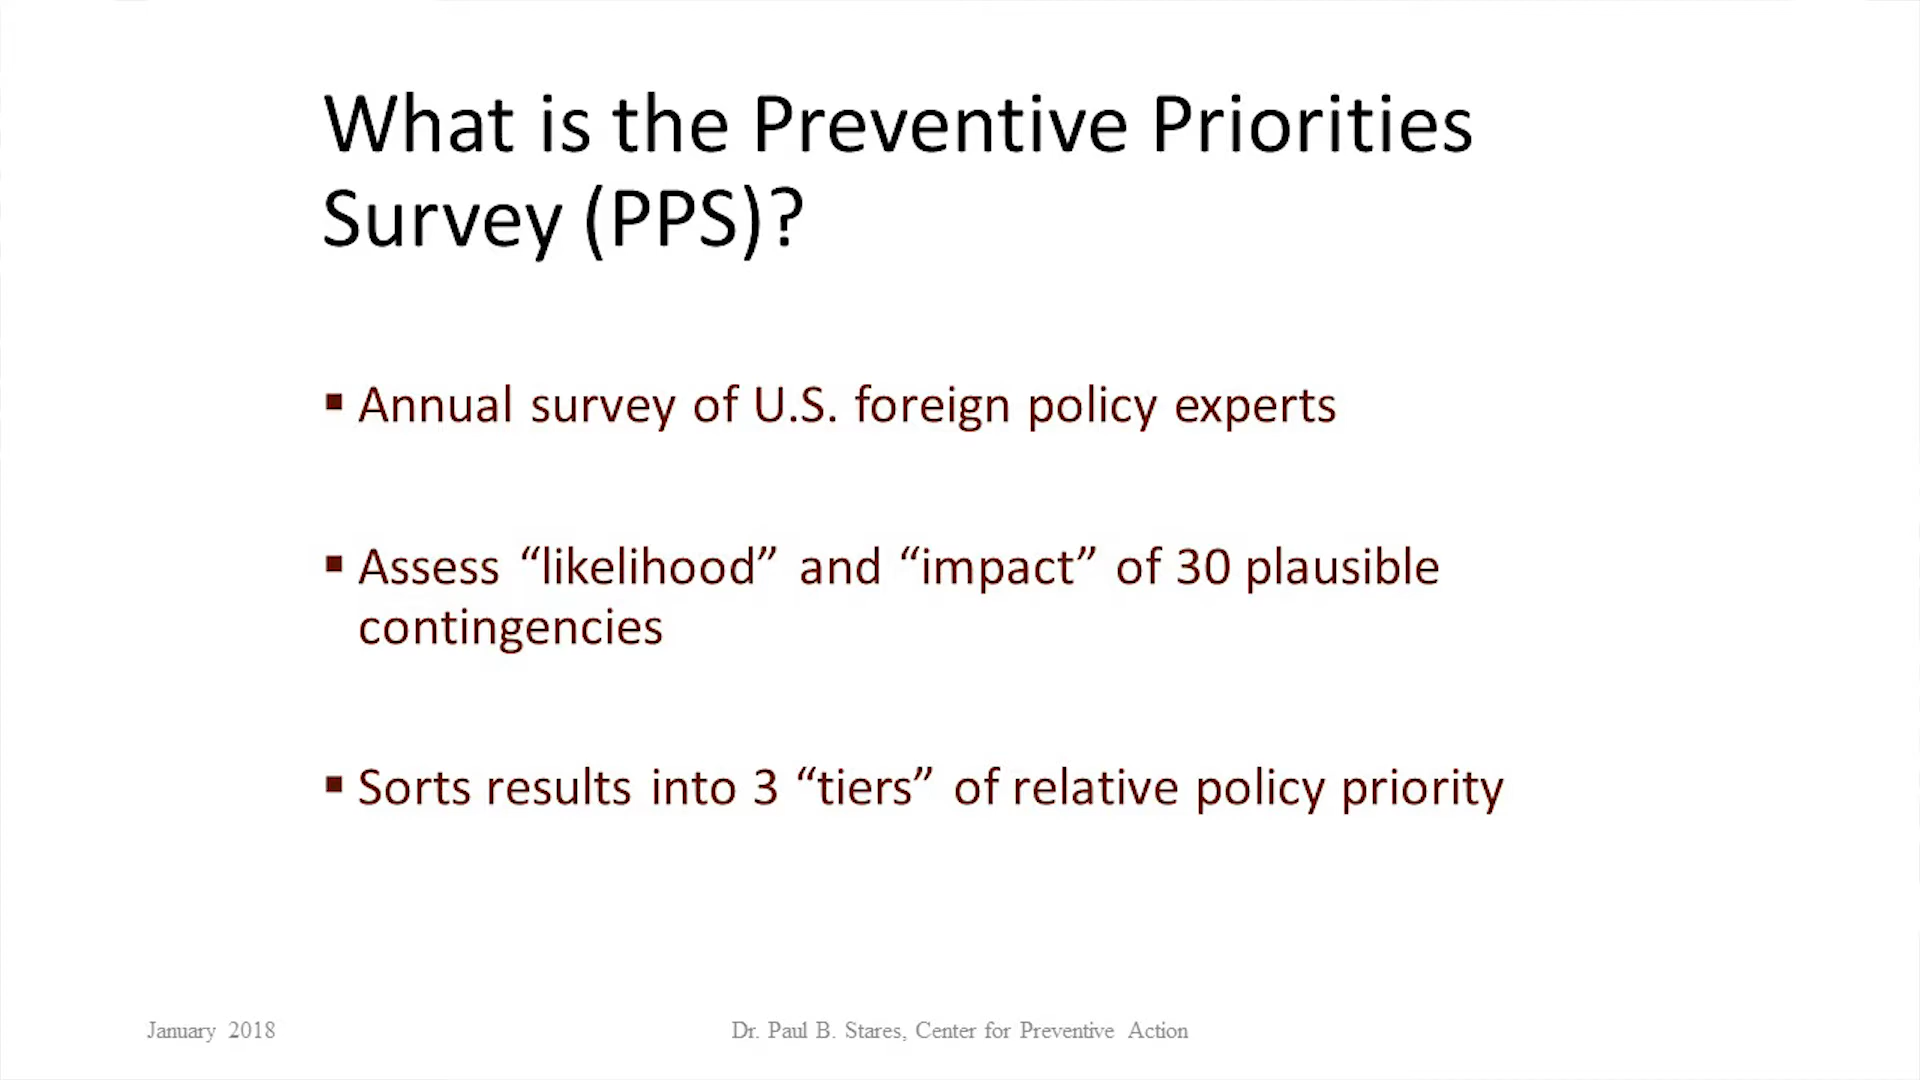 What is the Preventive Priorities
Survey (PPS)?
▪ Annual survey of U.S. foreign policy experts
▪ Assess “likelihood” and “impact” of 30 plausible
contingencies
▪ Sorts results into 3 “tiers” of relative policy priority
January 2018
Dr. Paul B. Stares, Center for Preventive Action